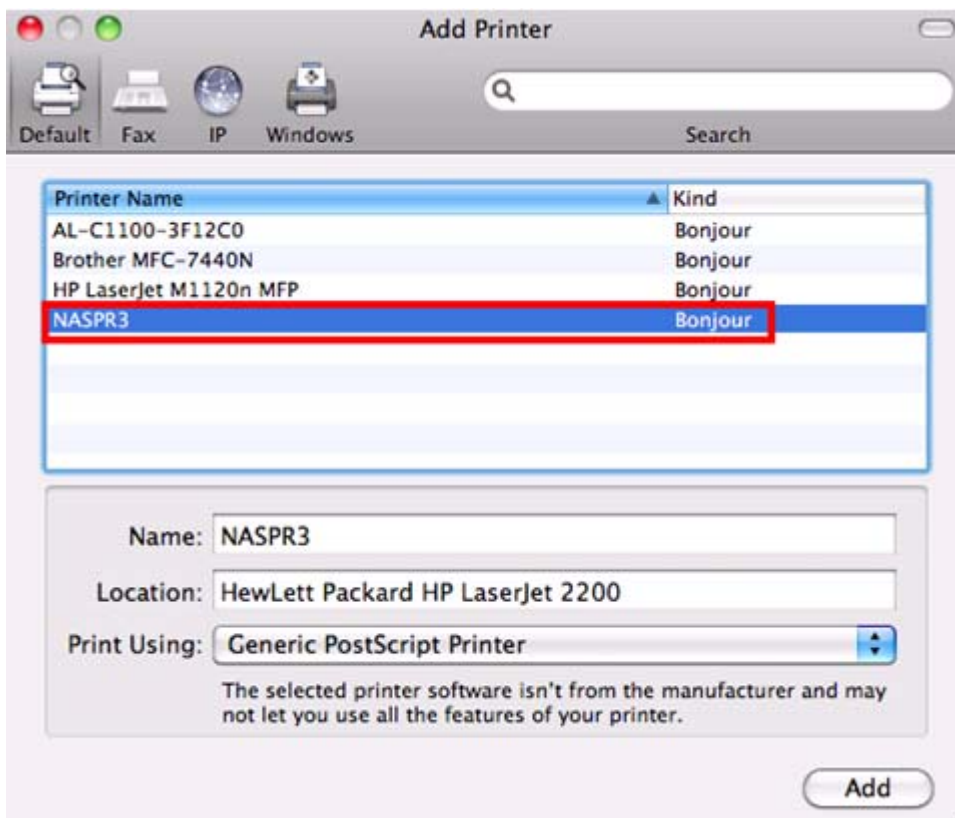 Add Printer
Default Fax IP Windows Search
Printer Name Kind
AL-C1100-3F12C0 Bonjour
Brother MFC-7440N Bonjour
HP LaserJet M1120n MFP Bonjour
NASPR3 Bonjour
Name: NASPR3
Location: HewLett Packard HP LaserJet 2200
Print Using: Generic PostScript Printer
The selected printer software isn't from the manufacturer and may
not let you use all the features of your printer.
Add